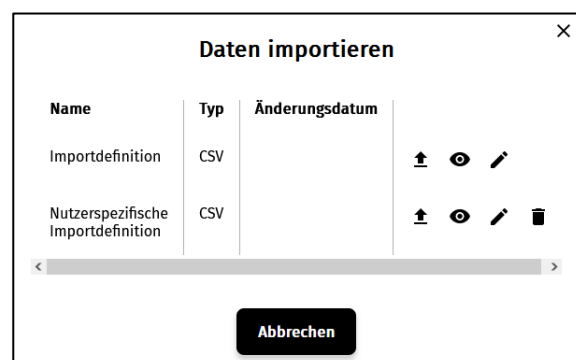 Daten importieren
Name Typ Änderungsdatum
Importdefinition CSV
Nutzerspezifische CSV
Importdefinition
Abbrechen